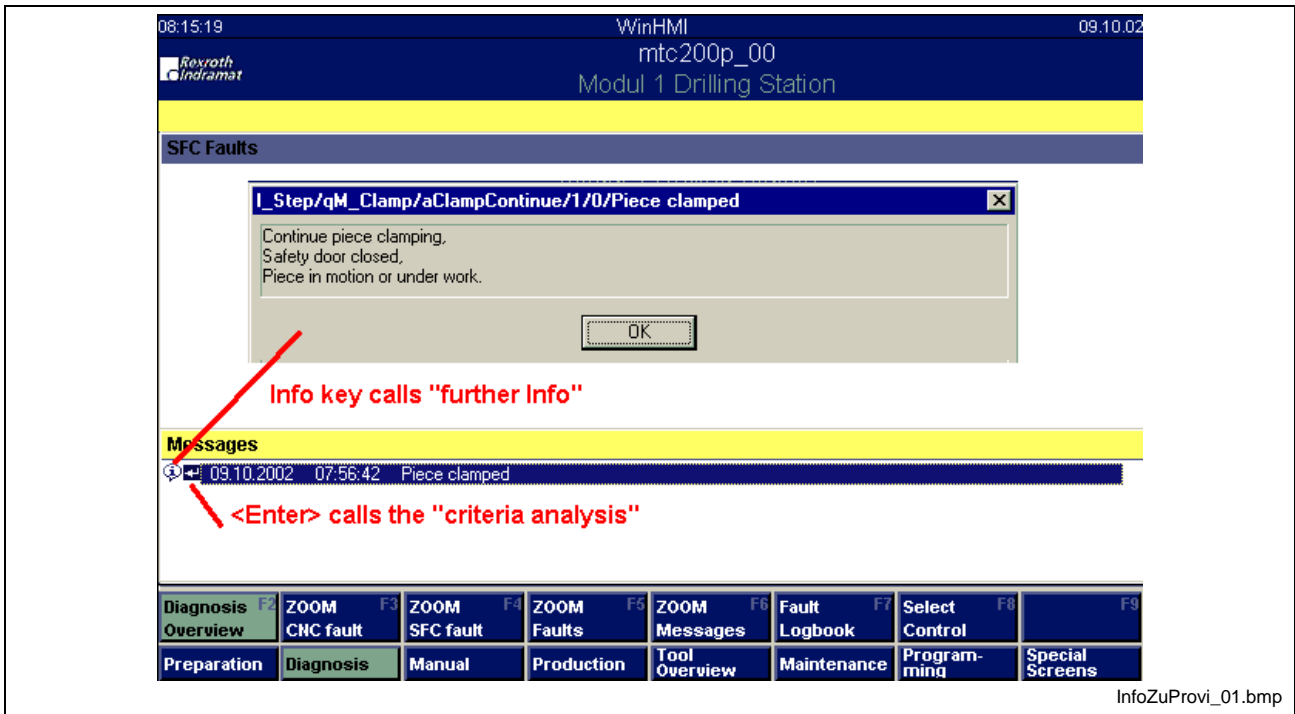 08:15:19 WinHMI 09.10.02
Rexroth
Indramat
mtc200p_00
Modul 1 Drilling Station
SFC Faults
I_Step/qM_Clamp/aClampContinue/1/0/Piece clamped
Continue piece clamping,
Safety door closed,
Piece in motion or under work.
OK
Info key calls "further Info"
Messages
09.10.2002 07:56:42 Piece clamped
<Enter> calls the "criteria analysis"
Diagnosis Overview F2
ZOOM CNC fault F3
ZOOM SFC fault F4
ZOOM Faults F5
ZOOM Messages F6
Fault Logbook F7
Select Control F8
F9
Preparation
Diagnosis
Manual
Production
Tool Overview
Maintenance
Program-
ming
Special Screens
InfoZuProvi_01.bmp